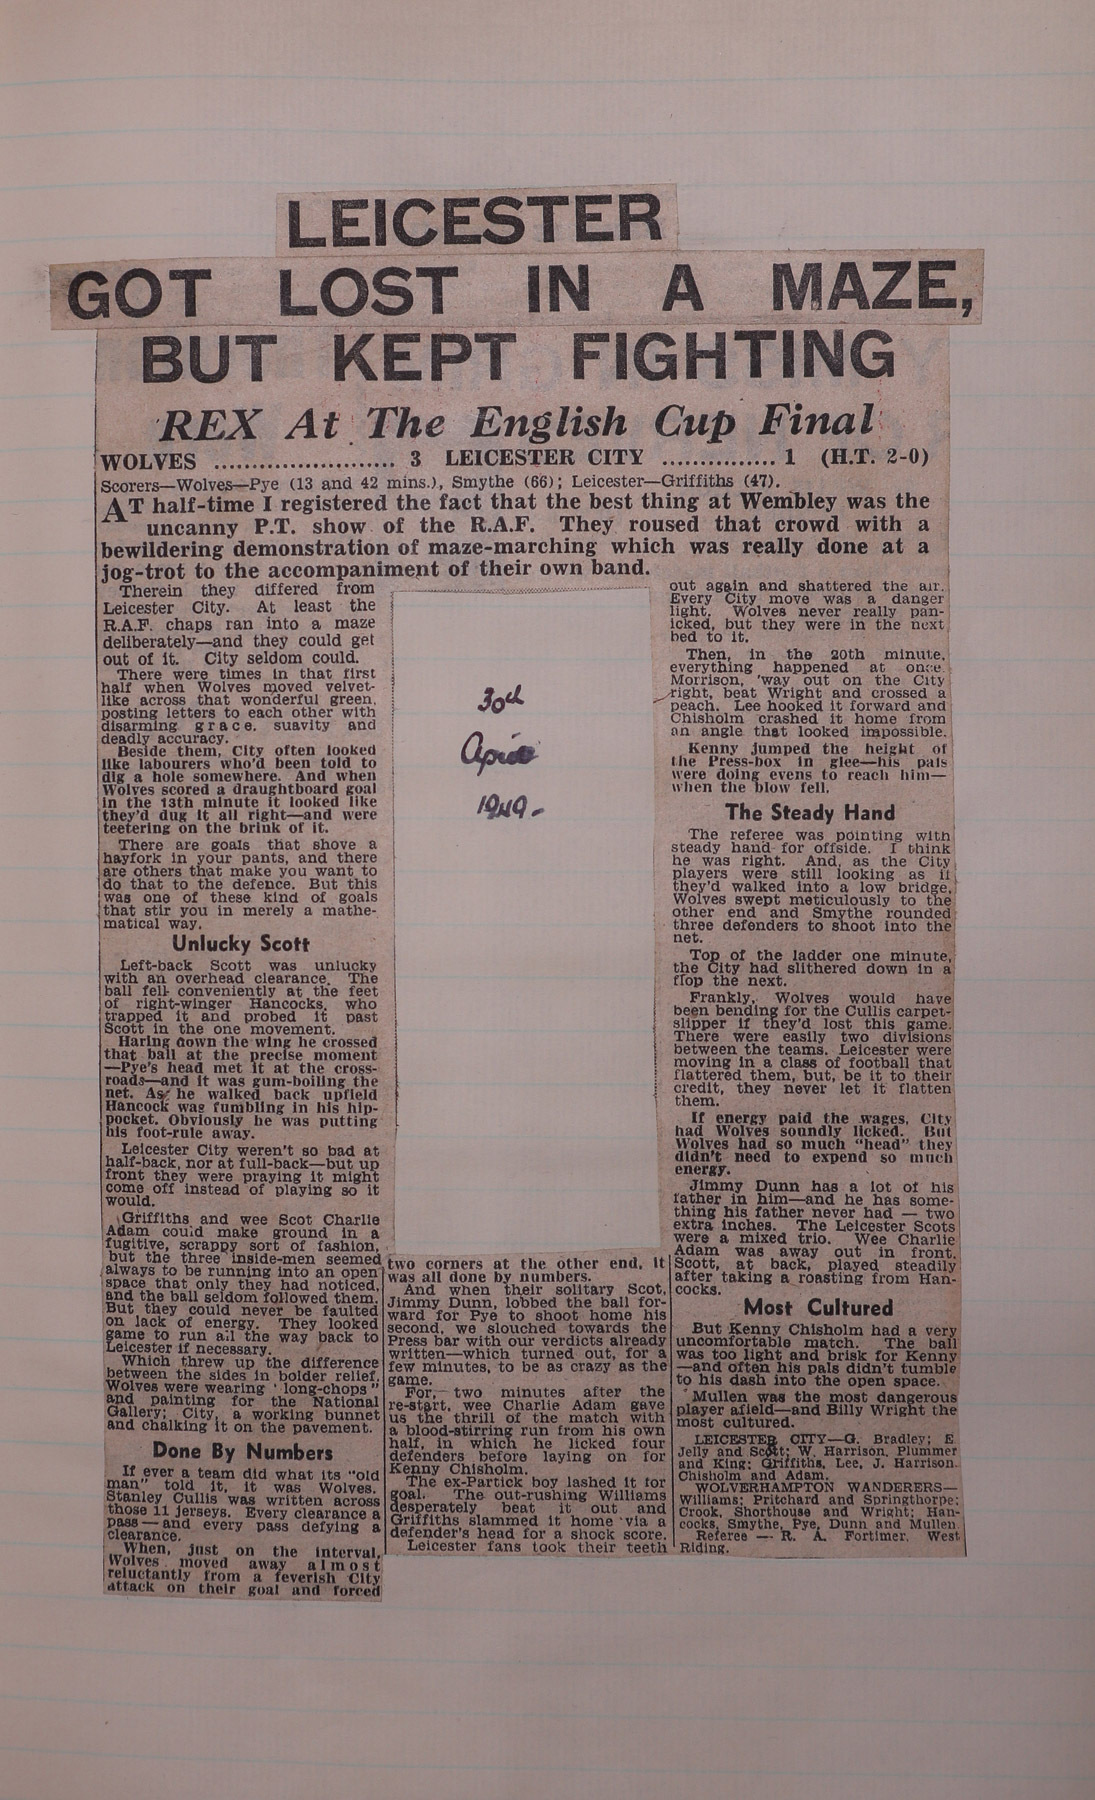 LEICESTER
GOT LOST IN A MAZE,
BUT KEPT FIGHTING
REX At The English Cup Final
WOLVES ........................ 3 LEICESTER CITY ............... 1 (H.T. 2-0)
Scorers—Wolves—Pye (13 and 42 mins.), Smythe (66); Leicester—Griffiths (47).
AT half-time I registered the fact that the best thing at Wembley was the
uncanny P.T. show of the R.A.F. They roused that crowd with a
bewildering demonstration of maze-marching which was really done at a
jog-trot to the accompaniment of their own band.
Therein they differed from
Leicester City. At least the
R.A.F. chaps ran into a maze
deliberately—and they could get
out of it. City seldom could.
There were times in that first
half when Wolves moved velvet-
like across that wonderful green,
posting letters to each other with
disarming grace, suavity and
deadly accuracy.
Beside them, City often looked
like labourers who'd been told to
dig a hole somewhere. And when
Wolves scored a draughtboard goal
in the 13th minute it looked like
they'd dug it all right—and were
teetering on the brink of it.
There are goals that shove a
hayfork in your pants, and there
are others that make you want to
do that to the defence. But this
was one of these kind of goals
that stir you in merely a mathe-
matical way.
Unlucky Scott
Left-back Scott was unlucky
with an overhead clearance. The
ball fell conveniently at the feet
of right-winger Hancocks, who
trapped it and probed it past
Scott in the one movement.
Haring down the wing he crossed
that ball at the precise moment
—Pye's head met it at the cross-
roads—and it was gum-boiling the
net. As he walked back upfield
Hancock was fumbling in his hip-
pocket. Obviously he was putting
his foot-rule away.
Leicester City weren't so bad at
half-back, nor at full-back—but up
front they were praying it might
come off instead of playing so it
would.
Griffiths and wee Scot Charlie
Adam could make ground in a
fugitive, scrappy sort of fashion,
but the three inside-men seemed
always to be running into an open
space that only they had noticed,
and the ball seldom followed them.
But they could never be faulted
on lack of energy. They looked
game to run all the way back to
Leicester if necessary.
Which threw up the difference
between the sides in bolder relief.
Wolves were wearing "long-chops"
and painting for the National
Gallery; City, a working bunnet
and chalking it on the pavement.
Done By Numbers
If ever a team did what its "old
man" told it, it was Wolves.
Stanley Cullis was written across
those 11 jerseys. Every clearance a
pass—and every pass defying a
clearance.
When, just on the interval,
Wolves moved away almost
reluctantly from a feverish City
attack on their goal and forced
30th
April
1949-
two corners at the other end, it
was all done by numbers.
And when their solitary Scot,
Jimmy Dunn, lobbed the ball for-
ward for Pye to shoot home his
second, we slouched towards the
Press bar with our verdicts already
written—which turned out, for a
few minutes, to be as crazy as the
game.
For, two minutes after the
re-start, wee Charlie Adam gave
us the thrill of the match with
a blood-stirring run from his own
half, in which he licked four
defenders before laying on for
Kenny Chisholm.
The ex-Partick boy lashed it for
goal. The out-rushing Williams
desperately beat it out and
Griffiths slammed it home via a
defender's head for a shock score.
Leicester fans took their teeth
out again and shattered the air.
Every City move was a danger
light. Wolves never really pan-
icked, but they were in the next
bed to it.
Then, in the 20th minute,
everything happened at once.
Morrison, 'way out on the City
right, beat Wright and crossed a
peach. Lee hooked it forward and
Chisholm crashed it home from
an angle that looked impossible.
Kenny jumped the height of
the Press-box in glee—his pals
were doing evens to reach him—
when the blow fell.
The Steady Hand
The referee was pointing with
steady hand for offside. I think
he was right. And, as the City
players were still looking as if
they'd walked into a low bridge,
Wolves swept meticulously to the
other end and Smythe rounded
three defenders to shoot into the
net.
Top of the ladder one minute,
the City had slithered down in a
flop the next.
Frankly, Wolves would have
been bending for the Cullis carpet-
slipper if they'd lost this game.
There were easily two divisions
between the teams. Leicester were
moving in a class of football that
flattered them, but, be it to their
credit, they never let it flatten
them.
If energy paid the wages, City
had Wolves soundly licked. But
Wolves had so much "head" they
didn't need to expend so much
energy.
Jimmy Dunn has a lot of his
father in him—and he has some-
thing his father never had — two
extra inches. The Leicester Scots
were a mixed trio. Wee Charlie
Adam was away out in front.
Scott, at back, played steadily
after taking a roasting from Han-
cocks.
Most Cultured
But Kenny Chisholm had a very
uncomfortable match. The ball
was too light and brisk for Kenny
—and often his pals didn't tumble
to his dash into the open space.
Mullen was the most dangerous
player afield—and Billy Wright the
most cultured.
LEICESTER CITY—G. Bradley; E.
Jelly and Scott; W. Harrison, Plummer
and King; Griffiths, Lee, J. Harrison,
Chisholm and Adam.
WOLVERHAMPTON WANDERERS—
Williams; Pritchard and Springthorpe;
Crook, Shorthouse and Wright; Han-
cocks, Smythe, Pye, Dunn and Mullen.
Referee — R. A. Fortimer, West
Riding.